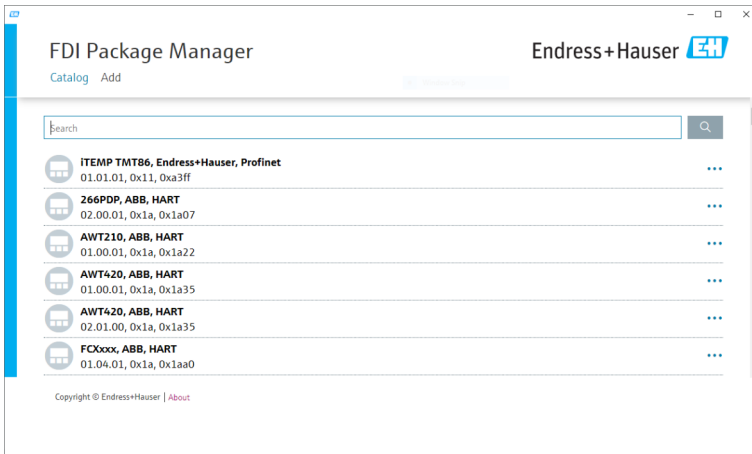 EH
FDI Package Manager
Endress+Hauser EH
Catalog Add
Search
iTEMP TMT86, Endress+Hauser, Profinet
01.01.01, 0x11, 0xa3ff
266PDP, ABB, HART
02.00.01, 0x1a, 0x1a07
AWT210, ABB, HART
01.00.01, 0x1a, 0x1a22
AWT420, ABB, HART
01.00.01, 0x1a, 0x1a35
AWT420, ABB, HART
02.01.00, 0x1a, 0x1a35
FCXxxx, ABB, HART
01.04.01, 0x1a, 0x1aa0
Copyright © Endress+Hauser | About